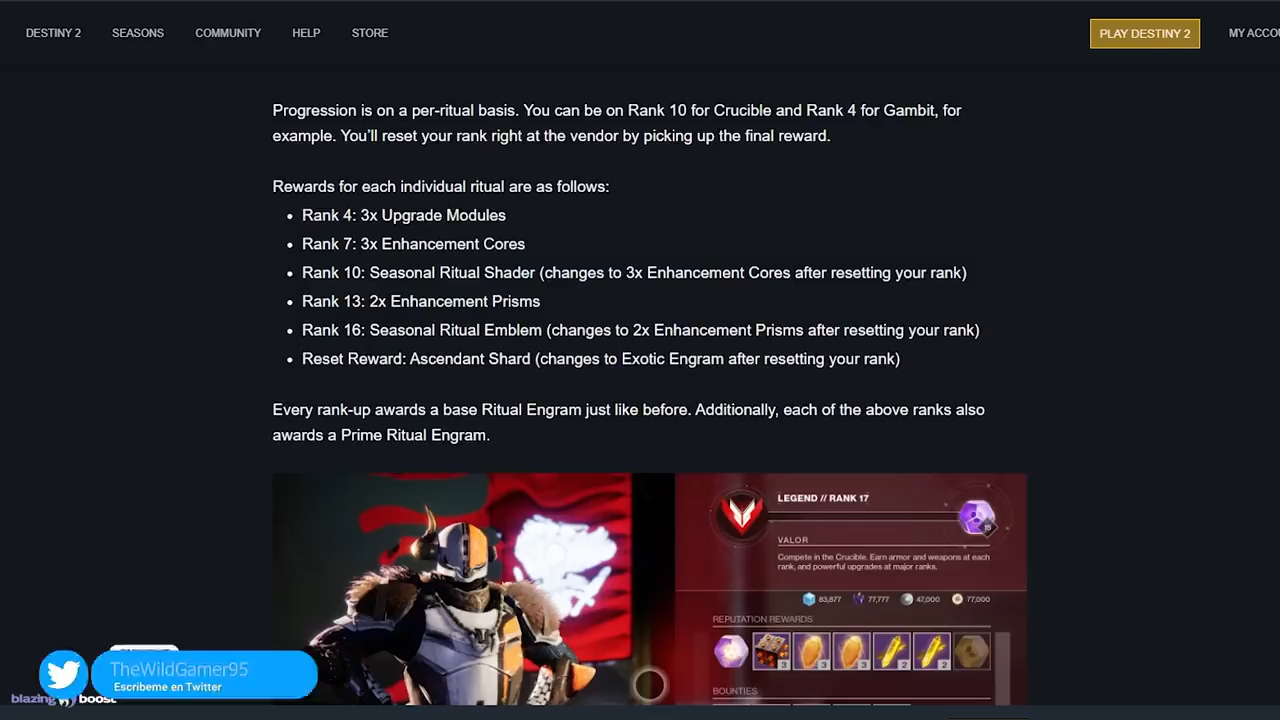 DESTINY 2 SEASONS COMMUNITY HELP STORE PLAY DESTINY 2 MY ACCOU
Progression is on a per-ritual basis. You can be on Rank 10 for Crucible and Rank 4 for Gambit, for
example. You'll reset your rank right at the vendor by picking up the final reward.
Rewards for each individual ritual are as follows:
• Rank 4: 3x Upgrade Modules
• Rank 7: 3x Enhancement Cores
• Rank 10: Seasonal Ritual Shader (changes to 3x Enhancement Cores after resetting your rank)
• Rank 13: 2x Enhancement Prisms
• Rank 16: Seasonal Ritual Emblem (changes to 2x Enhancement Prisms after resetting your rank)
• Reset Reward: Ascendant Shard (changes to Exotic Engram after resetting your rank)
Every rank-up awards a base Ritual Engram just like before. Additionally, each of the above ranks also
awards a Prime Ritual Engram.
LEGEND // RANK 17
15
VALOR
Compete in the Crucible. Earn armor and weapons at each
rank, and powerful upgrades at major ranks.
83,877 77,777 47,000 77,000
REPUTATION REWARDS
3 3 3 2 2
BOUNTIES
TheWildGamer95
Escribeme en Twitter
blazing boost